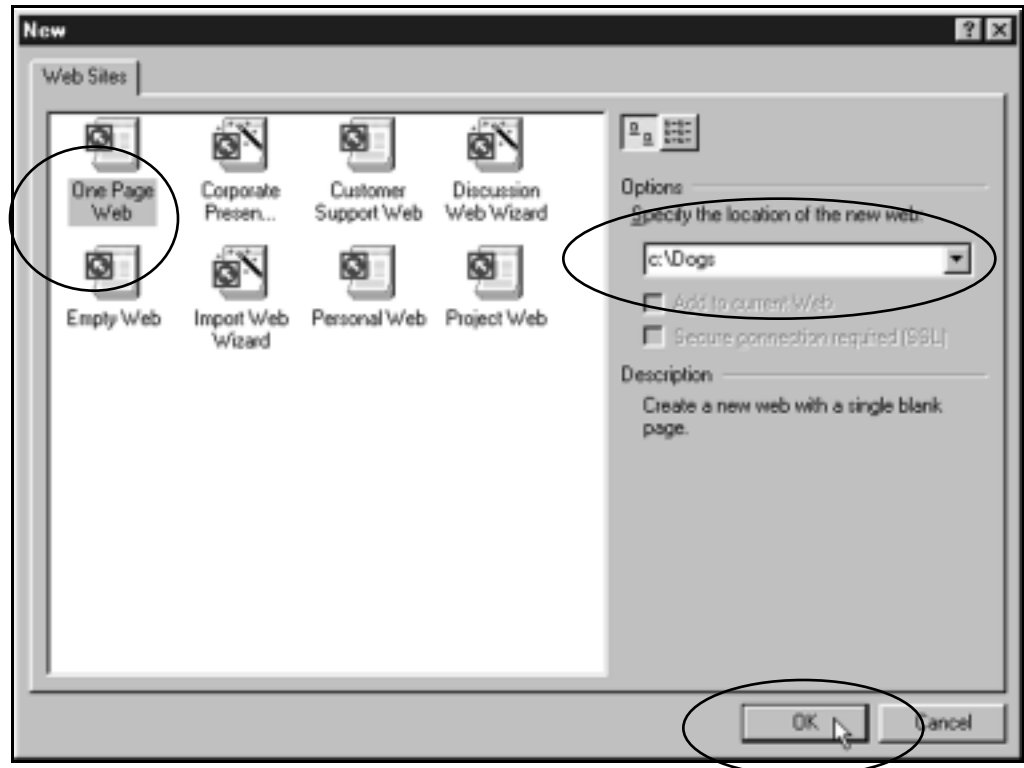 New
Web Sites
One Page
Web
Corporate
Presen...
Customer
Support Web
Discussion
Web Wizard
Empty Web
Import Web
Wizard
Personal Web
Project Web
Options
Specify the location of the new web:
c:\Dogs
Add to current Web
Secure connection required (SSL)
Description
Create a new web with a single blank
page.
OK
Cancel